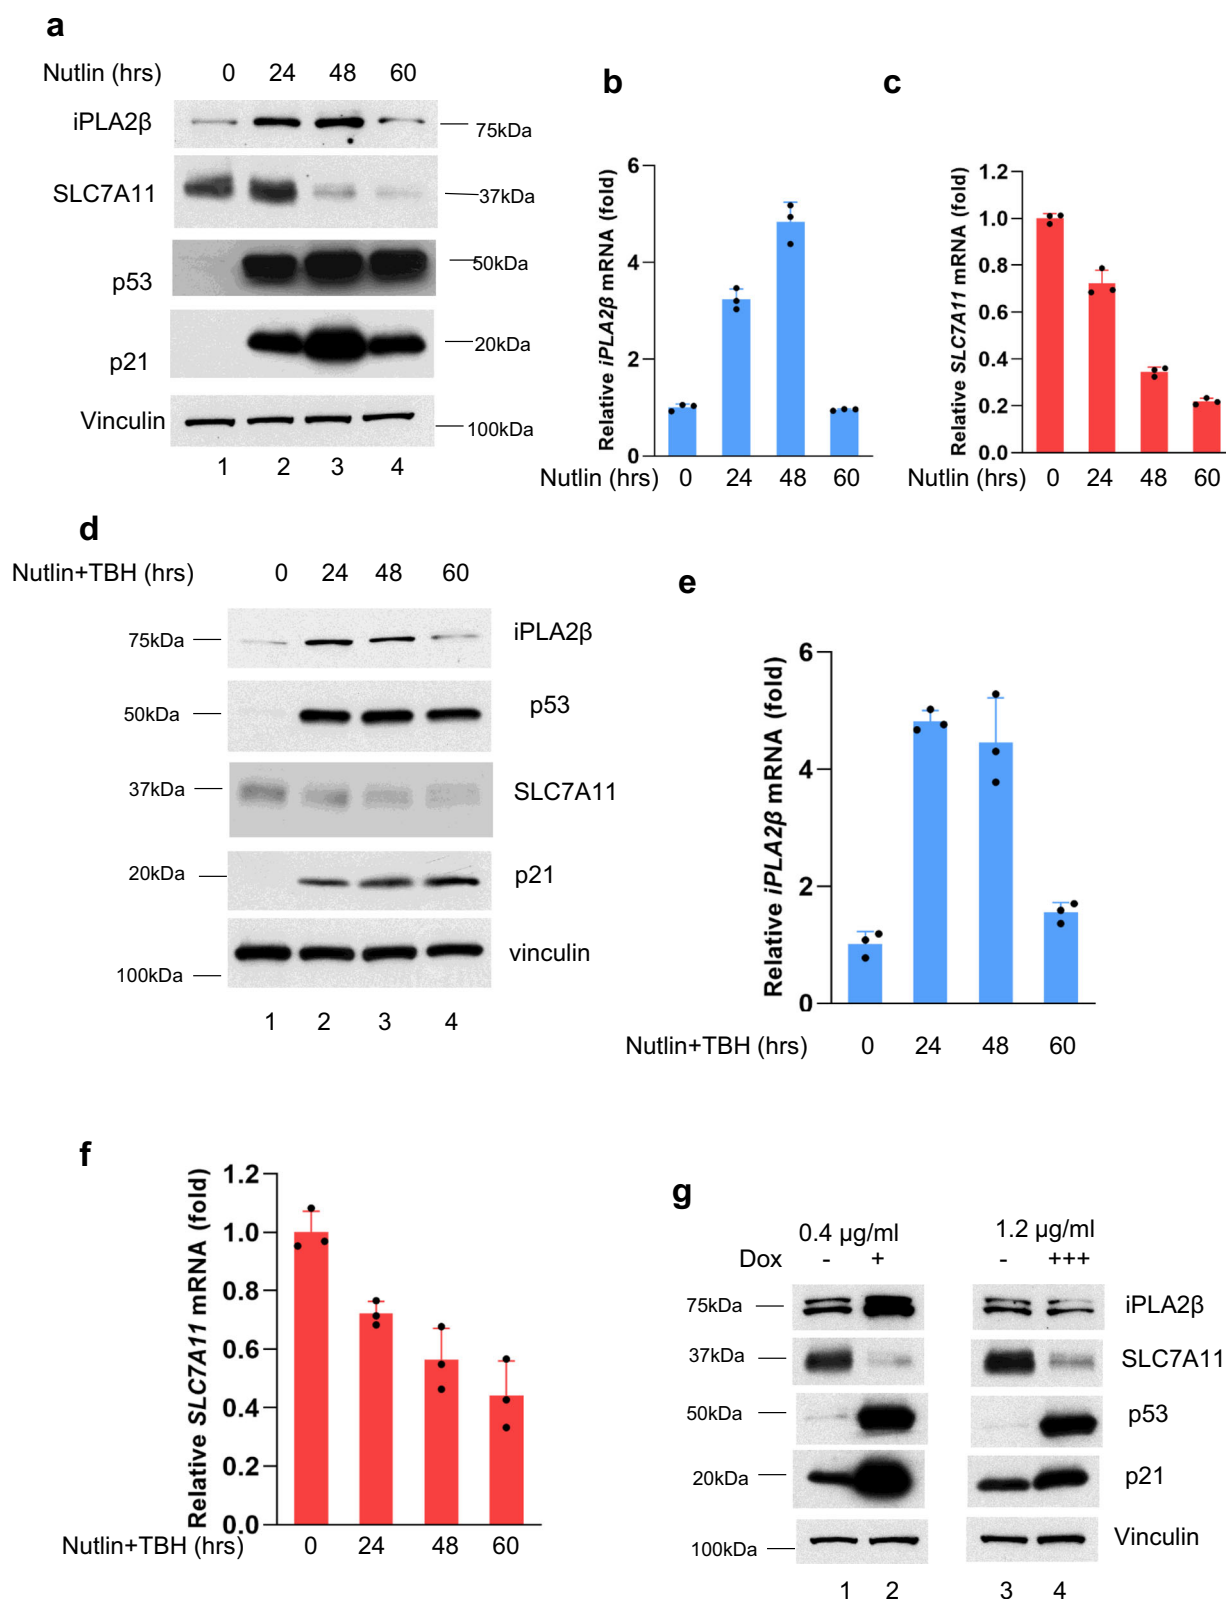 a
Nutlin (hrs) 0 24 48 60
iPLA2β 75kDa
SLC7A11 37kDa
p53 50kDa
p21 20kDa
Vinculin 100kDa
1 2 3 4
b
Relative iPLA2β mRNA (fold)
6
4
2
0
Nutlin (hrs) 0 24 48 60
c
Relative SLC7A11 mRNA (fold)
1.2
1.0
0.8
0.6
0.4
0.2
0.0
Nutlin (hrs) 0 24 48 60
d
Nutlin+TBH (hrs) 0 24 48 60
75kDa iPLA2β
50kDa p53
37kDa SLC7A11
20kDa p21
vinculin
100kDa
1 2 3 4
e
Relative iPLA2β mRNA (fold)
6
4
2
0
Nutlin+TBH (hrs) 0 24 48 60
f
Relative SLC7A11 mRNA (fold)
1.2
1.0
0.8
0.6
0.4
0.2
0.0
Nutlin+TBH (hrs) 0 24 48 60
g
0.4 µg/ml 1.2 µg/ml
Dox - + - +++
75kDa iPLA2β
37kDa SLC7A11
50kDa p53
20kDa p21
100kDa Vinculin
1 2 3 4